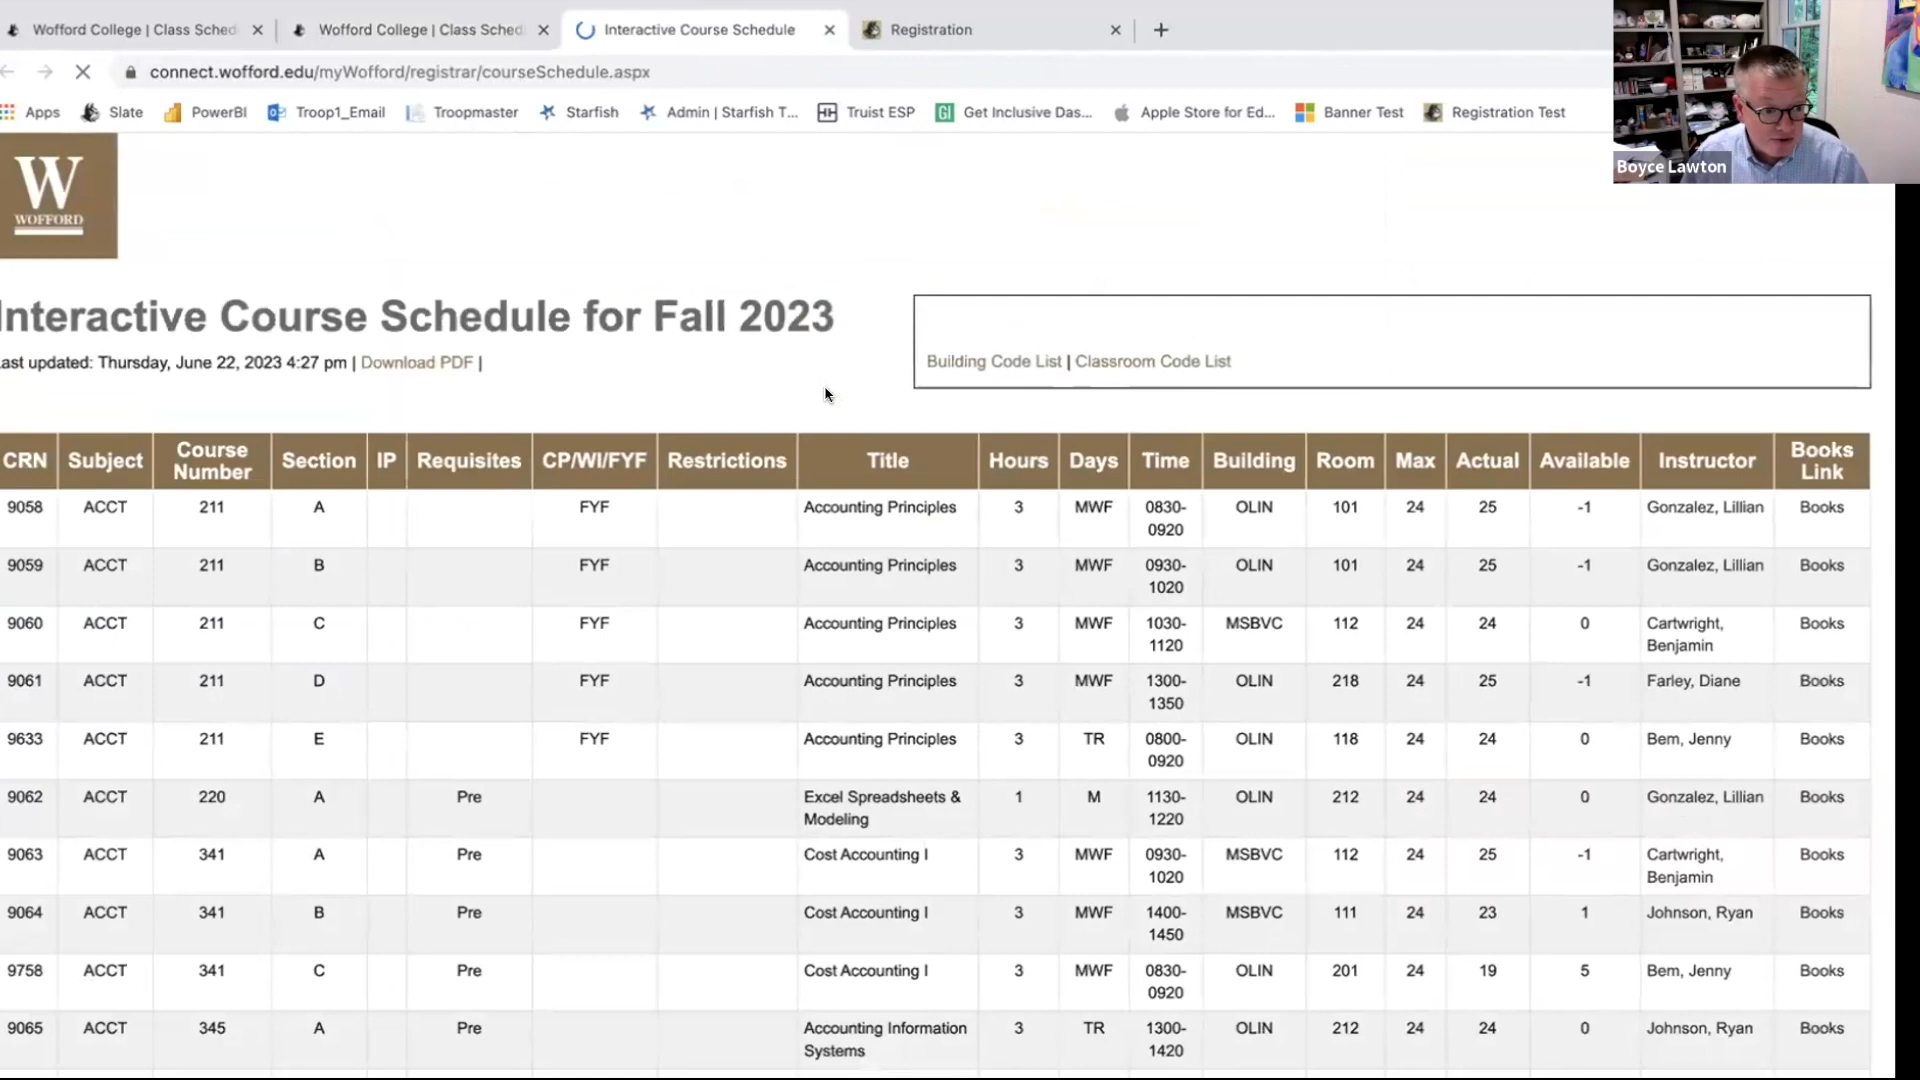 Wofford College | Class Sched
Wofford College | Class Sched
Interactive Course Schedule
Registration
connect.wofford.edu/myWofford/registrar/courseSchedule.aspx
Apps Slate PowerBI Troop1_Email Troopmaster Starfish Admin | Starfish T... Truist ESP Get Inclusive Das... Apple Store for Ed... Banner Test Registration Test
Boyce Lawton
W
WOFFORD
Interactive Course Schedule for Fall 2023
ast updated: Thursday, June 22, 2023 4:27 pm | Download PDF |
Building Code List | Classroom Code List
CRN Subject Course Number Section IP Requisites CP/WI/FYF Restrictions Title Hours Days Time Building Room Max Actual Available Instructor Books Link
9058 ACCT 211 A FYF Accounting Principles 3 MWF 0830-0920 OLIN 101 24 25 -1 Gonzalez, Lillian Books
9059 ACCT 211 B FYF Accounting Principles 3 MWF 0930-1020 OLIN 101 24 25 -1 Gonzalez, Lillian Books
9060 ACCT 211 C FYF Accounting Principles 3 MWF 1030-1120 MSBVC 112 24 24 0 Cartwright, Benjamin Books
9061 ACCT 211 D FYF Accounting Principles 3 MWF 1300-1350 OLIN 218 24 25 -1 Farley, Diane Books
9633 ACCT 211 E FYF Accounting Principles 3 TR 0800-0920 OLIN 118 24 24 0 Bem, Jenny Books
9062 ACCT 220 A Pre Excel Spreadsheets & Modeling 1 M 1130-1220 OLIN 212 24 24 0 Gonzalez, Lillian Books
9063 ACCT 341 A Pre Cost Accounting I 3 MWF 0930-1020 MSBVC 112 24 25 -1 Cartwright, Benjamin Books
9064 ACCT 341 B Pre Cost Accounting I 3 MWF 1400-1450 MSBVC 111 24 23 1 Johnson, Ryan Books
9758 ACCT 341 C Pre Cost Accounting I 3 MWF 0830-0920 OLIN 201 24 19 5 Bem, Jenny Books
9065 ACCT 345 A Pre Accounting Information Systems 3 TR 1300-1420 OLIN 212 24 24 0 Johnson, Ryan Books